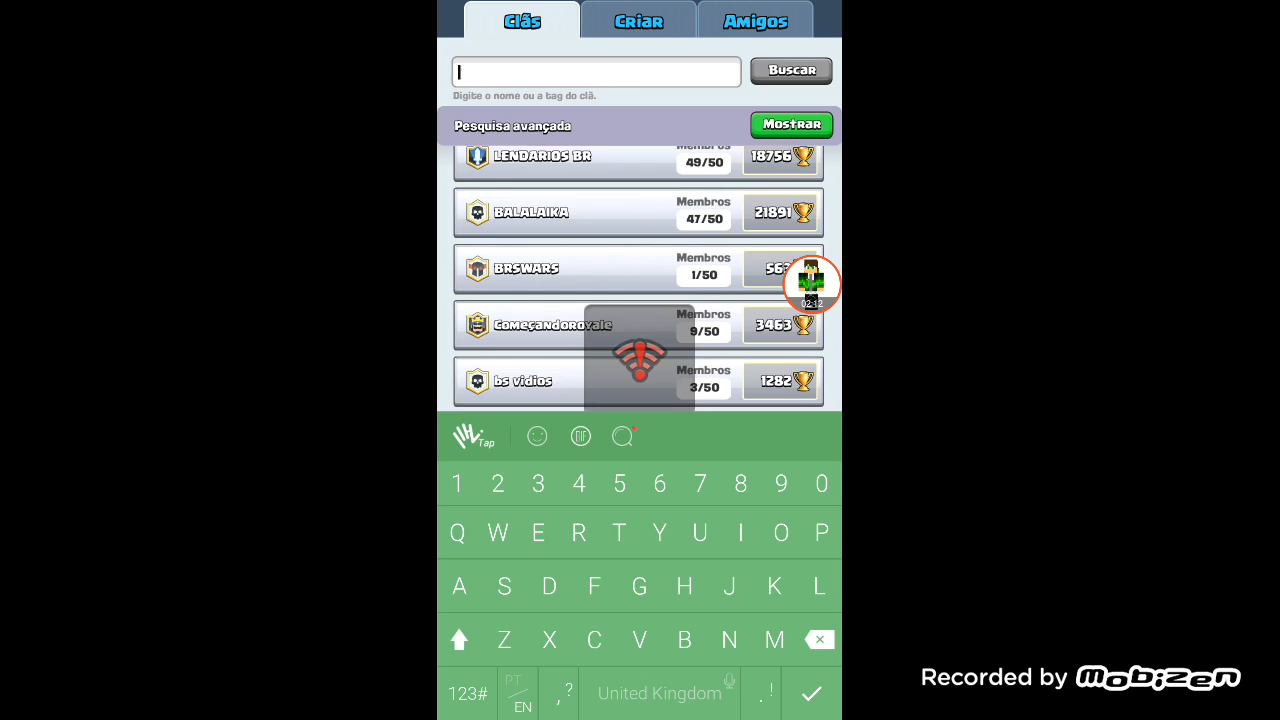 Clãs Criar Amigos
Buscar
Digite o nome ou a tag do clã.
Pesquisa avançada Mostrar
LENDARIOS BR Membros 49/50 18756
BALALAIKA Membros 47/50 21891
BRSWARS Membros 1/50
Começandoroyale Membros 9/50 3463
bs vidios Membros 3/50 1282
02:12
Tap GIF
1 2 3 4 5 6 7 8 9 0
Q W E R T Y U I O P
A S D F G H J K L
Z X C V B N M
123# PT EN , ? United Kingdom . !
Recorded by mobizen